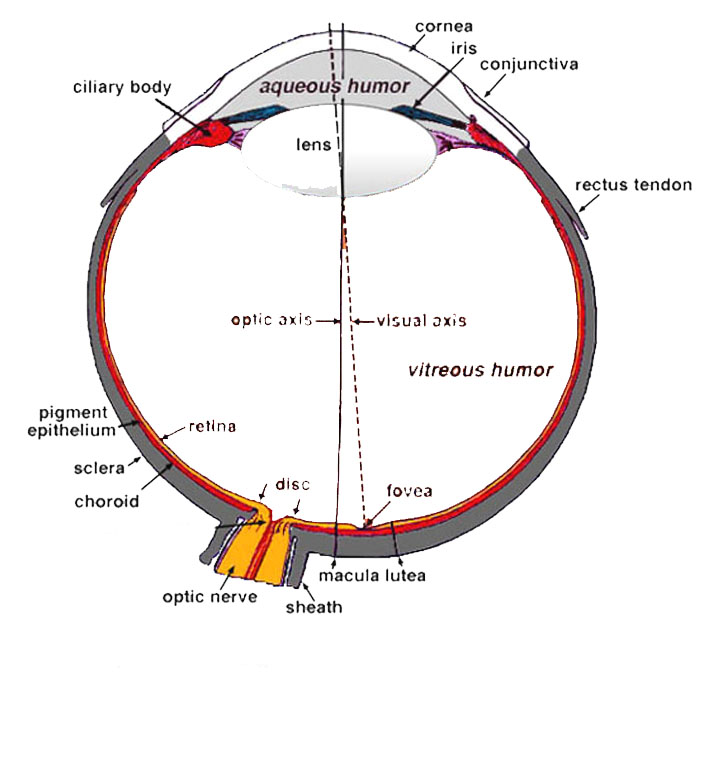 cornea
iris
conjunctiva
ciliary body
aqueous humor
lens
rectus tendon
optic axis
visual axis
vitreous humor
pigment
epithelium
retina
sclera
choroid
disc
fovea
macula lutea
optic nerve
sheath